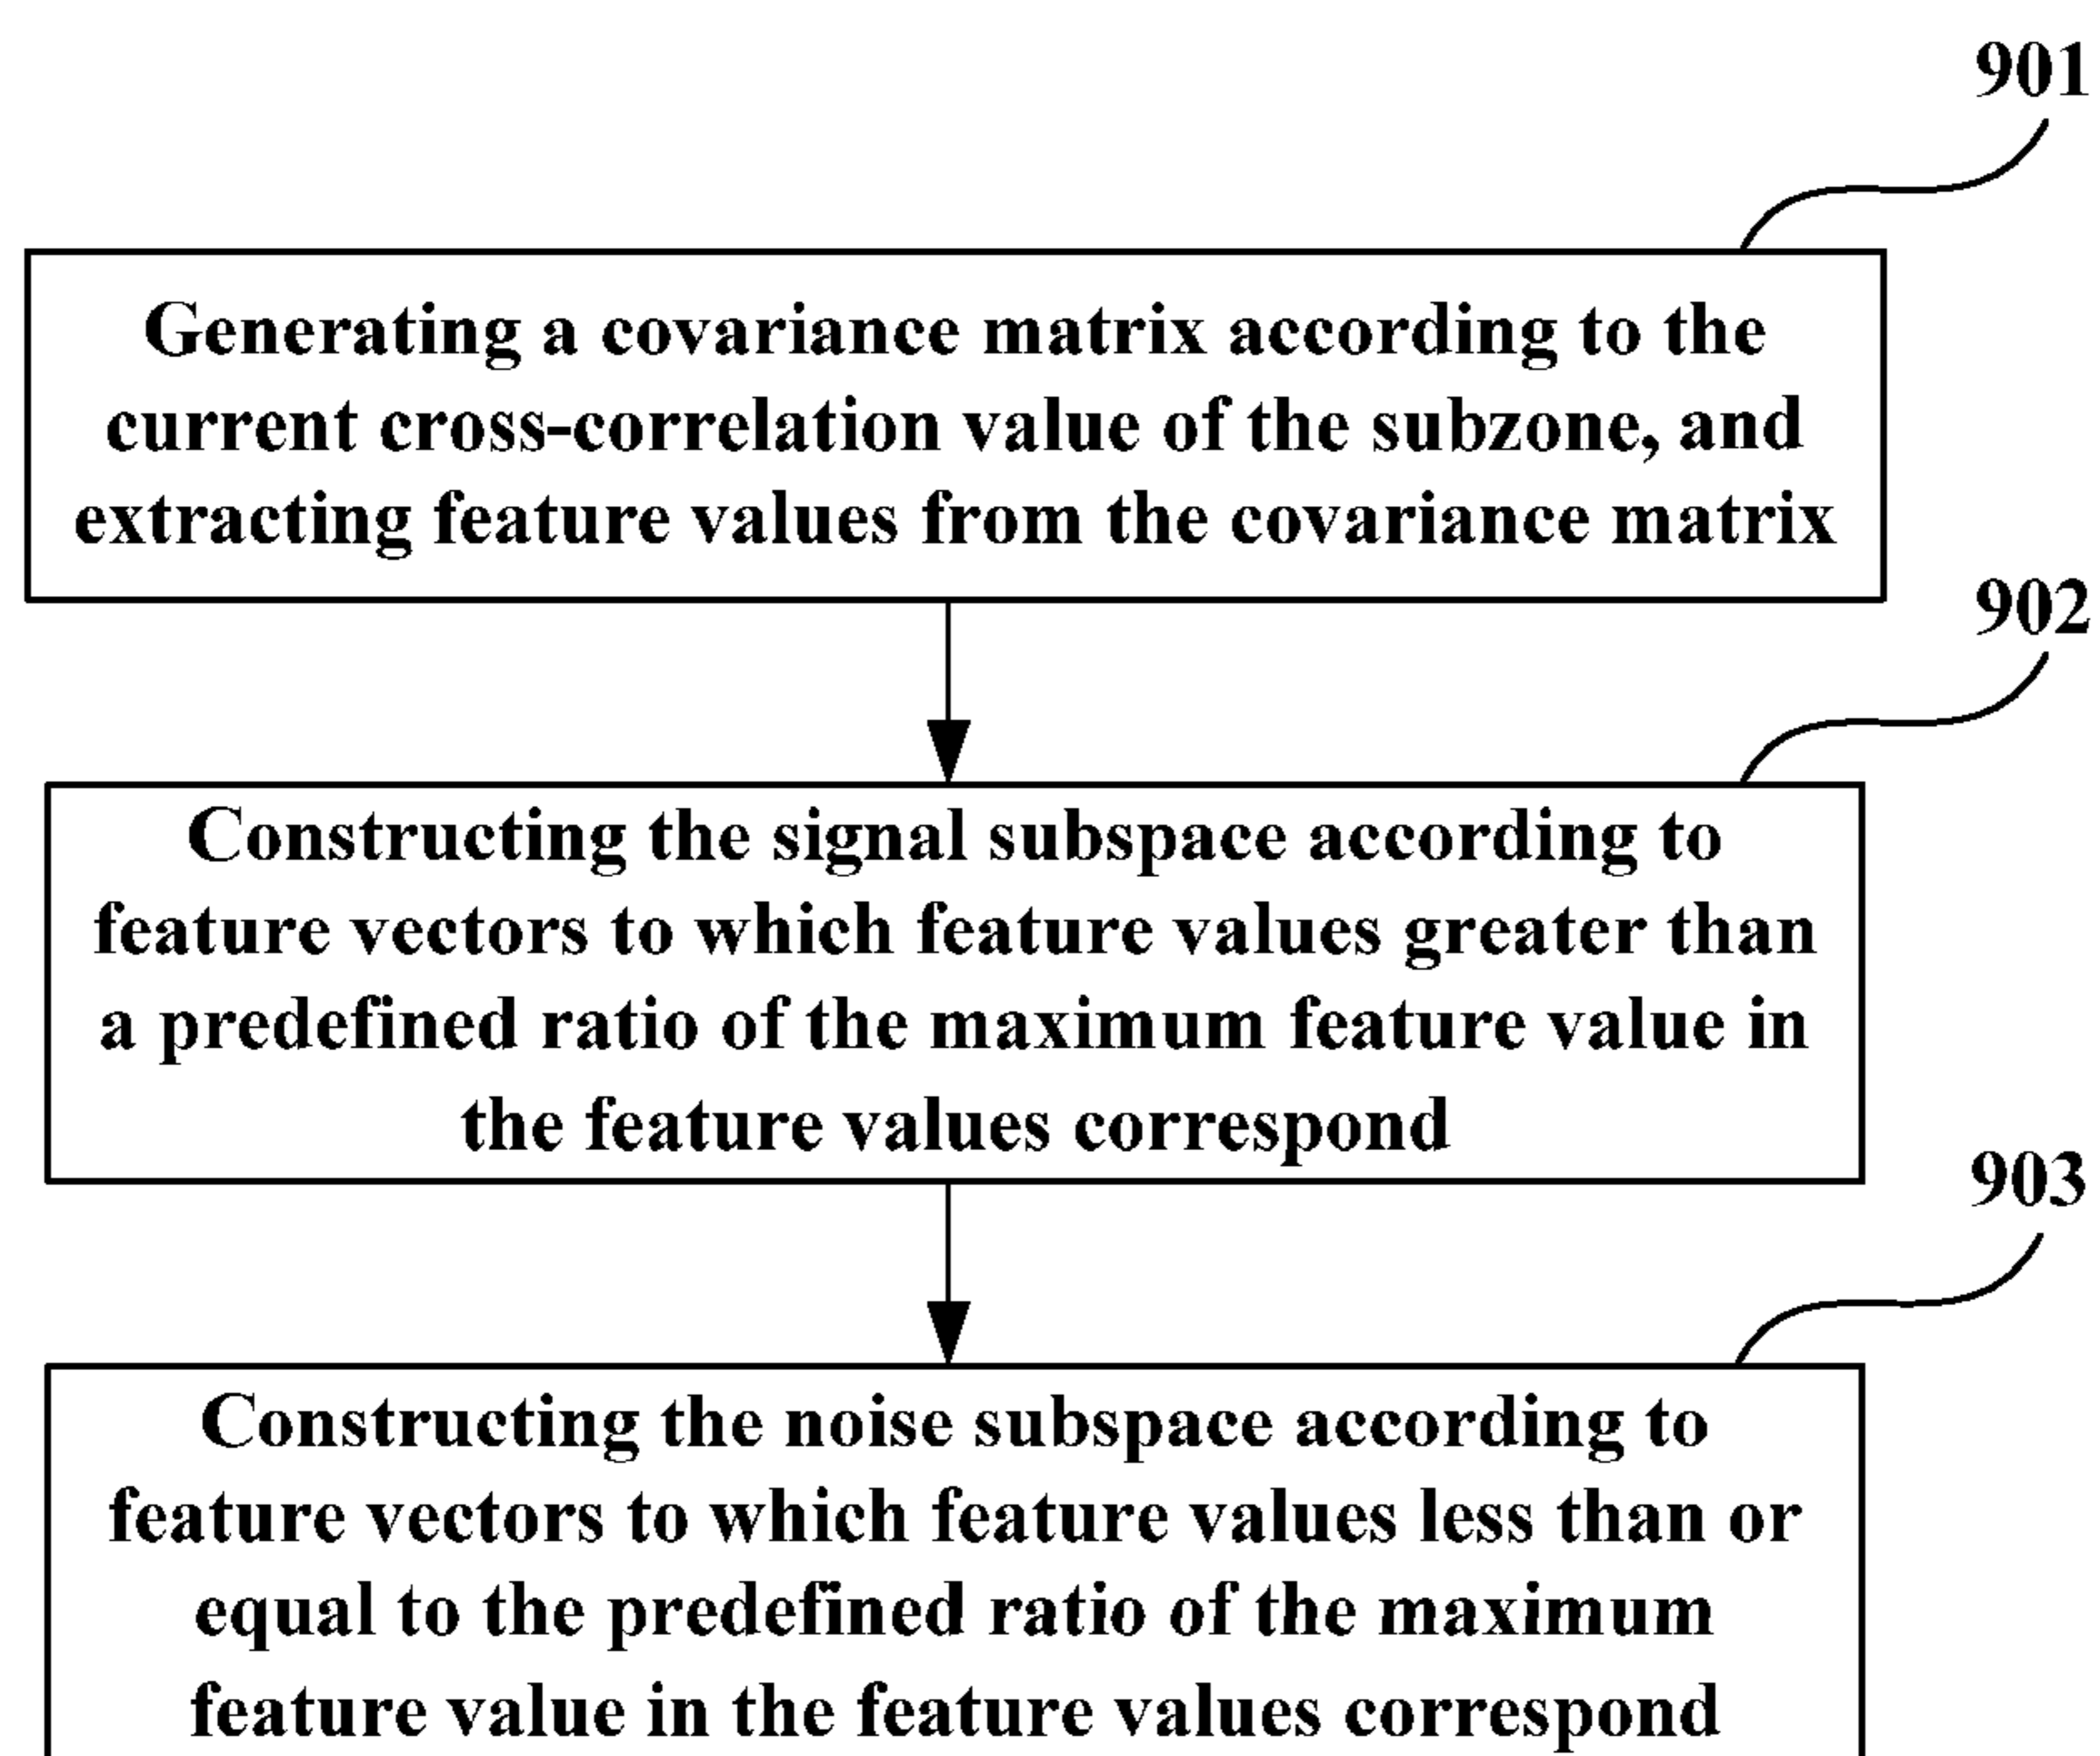 901
Generating a covariance matrix according to the
current cross-correlation value of the subzone, and
extracting feature values from the covariance matrix
902
Constructing the signal subspace according to
feature vectors to which feature values greater than
a predefined ratio of the maximum feature value in
the feature values correspond
903
Constructing the noise subspace according to
feature vectors to which feature values less than or
equal to the predefined ratio of the maximum
feature value in the feature values correspond